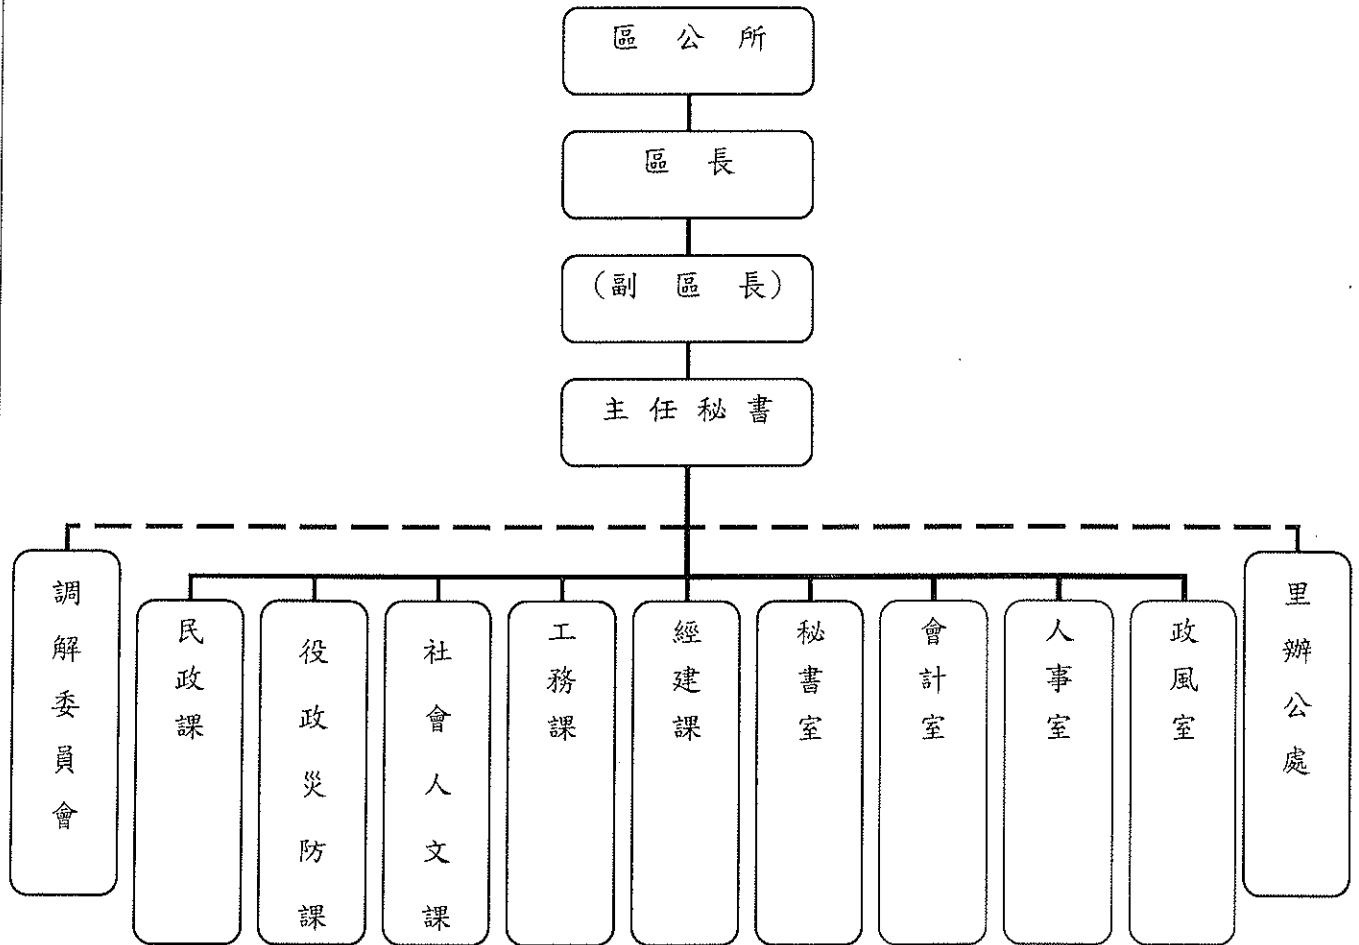 區公所
區長
(副區長)
主任秘書
調解委員會
民政課
役政災防課
社會人文課
工務課
經建課
秘書室
會計室
人事室
政風室
里辦公處